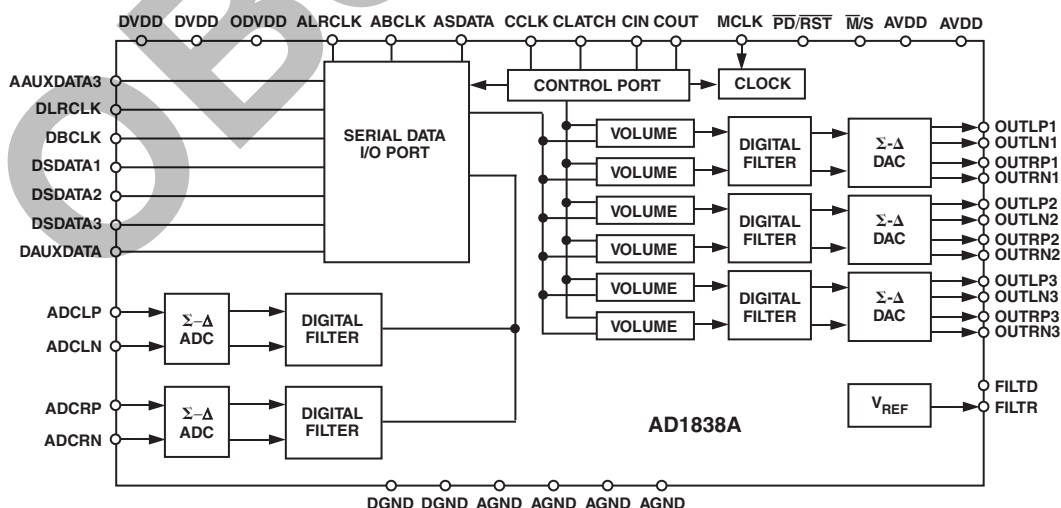 DVDD DVDD ODVDD ALRCLK ABCLK ASDATA CCLK CLATCH CIN COUT MCLK PD/RST M/S AVDD AVDD
AAUXDATA3
DLRCLK
DBCLK
DSDATA1
DSDATA2
DSDATA3
DAUXDATA
SERIAL DATA
I/O PORT
CONTROL PORT
CLOCK
VOLUME
VOLUME
VOLUME
VOLUME
VOLUME
VOLUME
DIGITAL
FILTER
DIGITAL
FILTER
DIGITAL
FILTER
Σ-Δ
DAC
Σ-Δ
DAC
Σ-Δ
DAC
OUTLP1
OUTLN1
OUTRP1
OUTRN1
OUTLP2
OUTLN2
OUTRP2
OUTRN2
OUTLP3
OUTLN3
OUTRP3
OUTRN3
ADCLP
ADCLN
Σ–Δ
ADC
DIGITAL
FILTER
ADCRP
ADCRN
Σ–Δ
ADC
DIGITAL
FILTER
AD1838A
VREF
FILTD
FILTR
DGND DGND AGND AGND AGND AGND